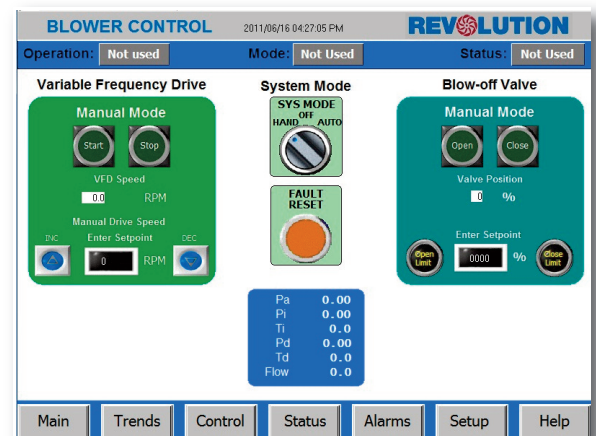 BLOWER CONTROL 2011/06/16 04:27:05 PM REVOLUTION
Operation: Not used Mode: Not Used Status: Not Used
Variable Frequency Drive
Manual Mode
Start Stop
VFD Speed
0.0 RPM
Manual Drive Speed
INC Enter Setpoint DEC
0 RPM
System Mode
SYS MODE
OFF
HAND AUTO
FAULT
RESET
Pa 0.00
Pi 0.00
Ti 0.0
Pd 0.00
Td 0.0
Flow 0.0
Blow-off Valve
Manual Mode
Open Close
Valve Position
0 %
Enter Setpoint
Open
Limit
0000 %
Close
Limit
Main Trends Control Status Alarms Setup Help